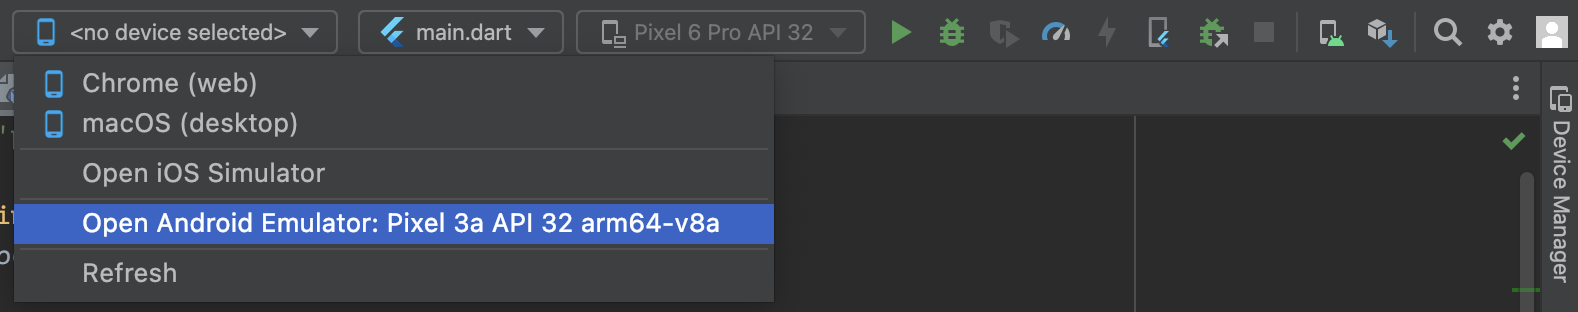 <no device selected>
main.dart
Pixel 6 Pro API 32
Chrome (web)
macOS (desktop)
Open iOS Simulator
Open Android Emulator: Pixel 3a API 32 arm64-v8a
Refresh
Device Manager